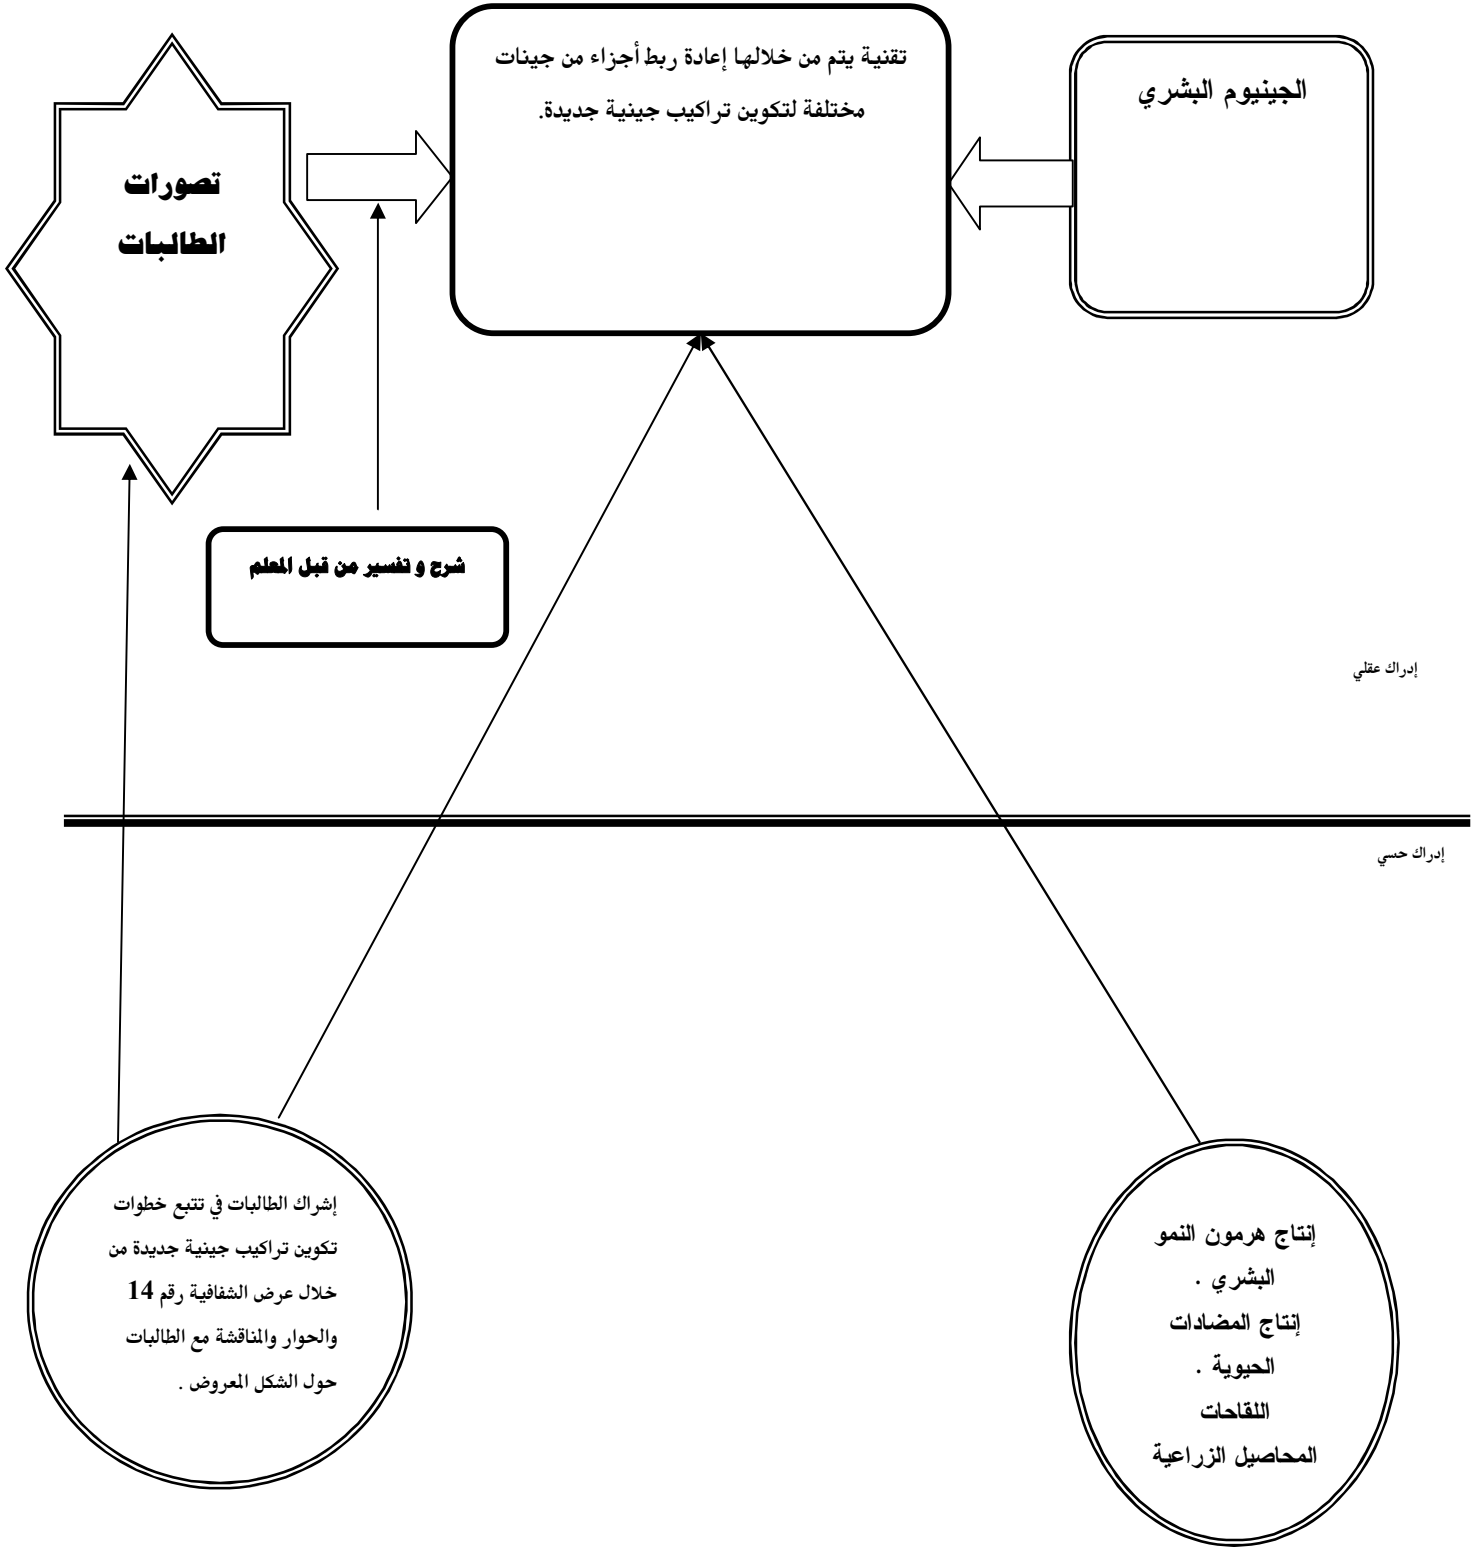 الجينيوم البشري
تقنية يتم من خلالها إعادة ربط أجزاء من جينات
مختلفة لتكوين تراكيب جينية جديدة.
تصورات
الطالبات
شرح و تفسير من قبل المعلم
إدراك عقلي
إدراك حسي
إنتاج هرمون النمو
البشري .
إنتاج المضادات
الحيوية .
اللقاحات
المحاصيل الزراعية
إشراك الطالبات في تتبع خطوات
تكوين تراكيب جينية جديدة من
خلال عرض الشفافية رقم 14
والحوار والمناقشة مع الطالبات
حول الشكل المعروض .